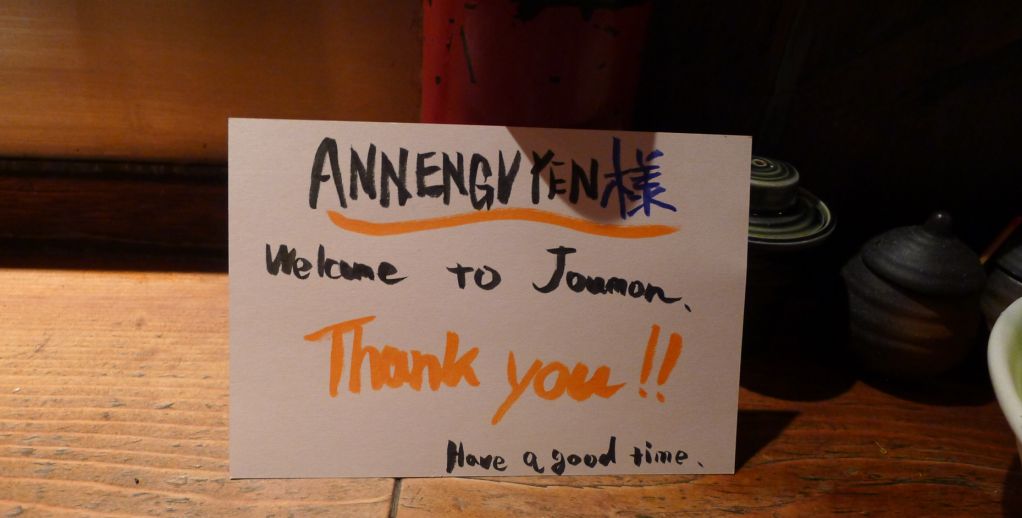 ANNENGUYEN様
Welcome to Joumon.
Thank you!!
Have a good time.